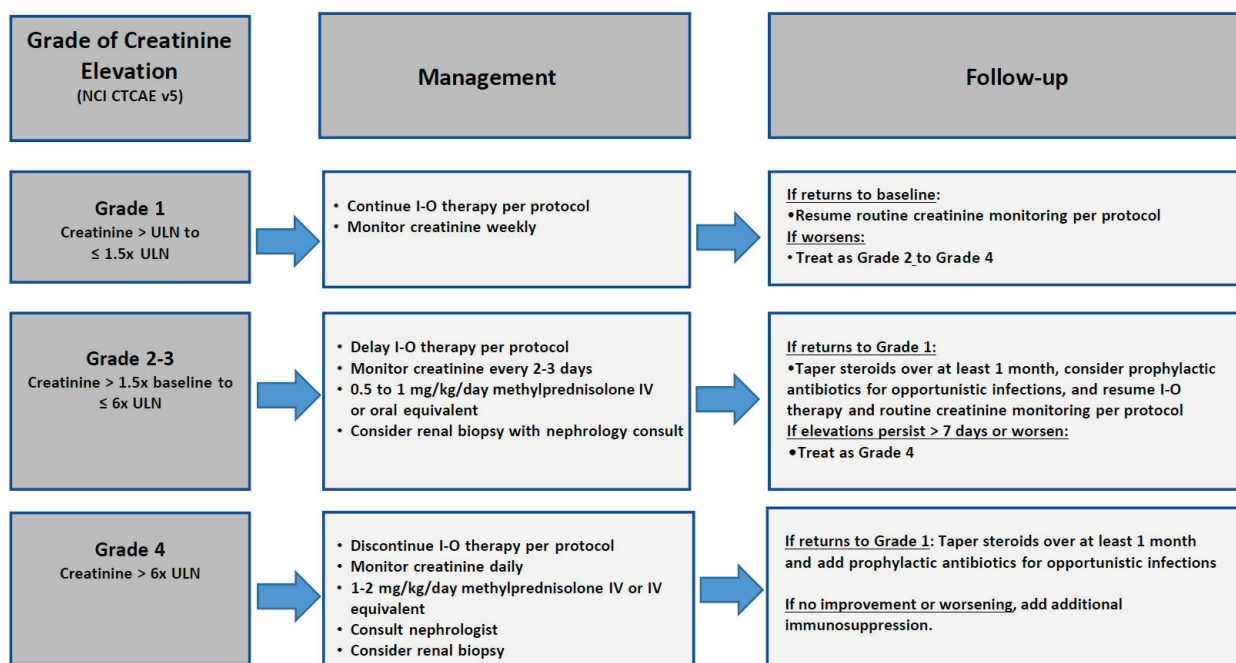 Grade of Creatinine
Elevation
(NCI CTCAE v5)
Management
Follow-up
Grade 1
Creatinine > ULN to
≤ 1.5x ULN
• Continue I-O therapy per protocol
• Monitor creatinine weekly
If returns to baseline:
•Resume routine creatinine monitoring per protocol
If worsens:
• Treat as Grade 2 to Grade 4
Grade 2-3
Creatinine > 1.5x baseline to
≤ 6x ULN
• Delay I-O therapy per protocol
• Monitor creatinine every 2-3 days
• 0.5 to 1 mg/kg/day methylprednisolone IV
or oral equivalent
• Consider renal biopsy with nephrology consult
If returns to Grade 1:
•Taper steroids over at least 1 month, consider prophylactic
antibiotics for opportunistic infections, and resume I-O
therapy and routine creatinine monitoring per protocol
If elevations persist > 7 days or worsen:
•Treat as Grade 4
Grade 4
Creatinine > 6x ULN
• Discontinue I-O therapy per protocol
• Monitor creatinine daily
• 1-2 mg/kg/day methylprednisolone IV or IV
equivalent
• Consult nephrologist
• Consider renal biopsy
If returns to Grade 1: Taper steroids over at least 1 month
and add prophylactic antibiotics for opportunistic infections
If no improvement or worsening, add additional
immunosuppression.